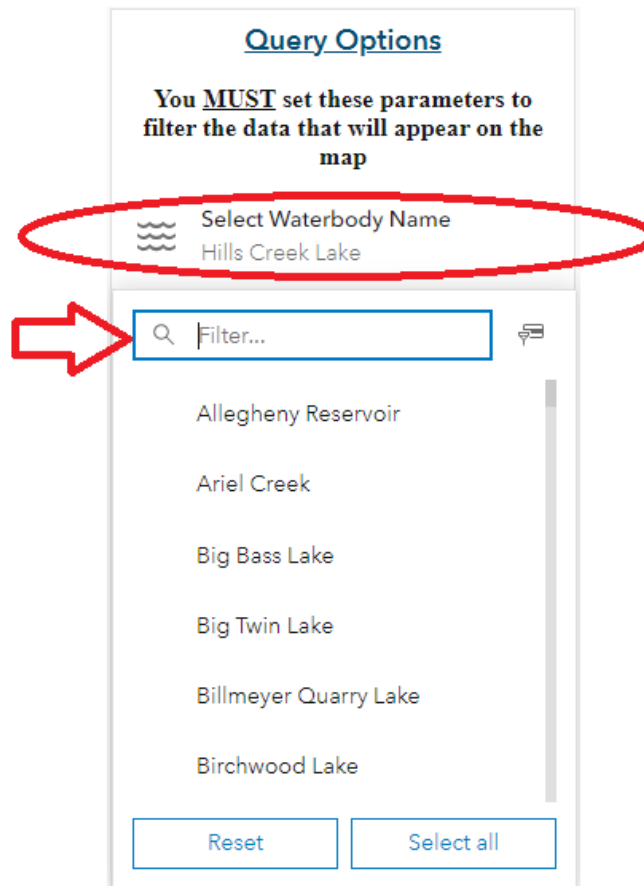 Query Options
You MUST set these parameters to
filter the data that will appear on the
map
Select Waterbody Name
Hills Creek Lake
Filter...
Allegheny Reservoir
Ariel Creek
Big Bass Lake
Big Twin Lake
Billmeyer Quarry Lake
Birchwood Lake
Reset
Select all